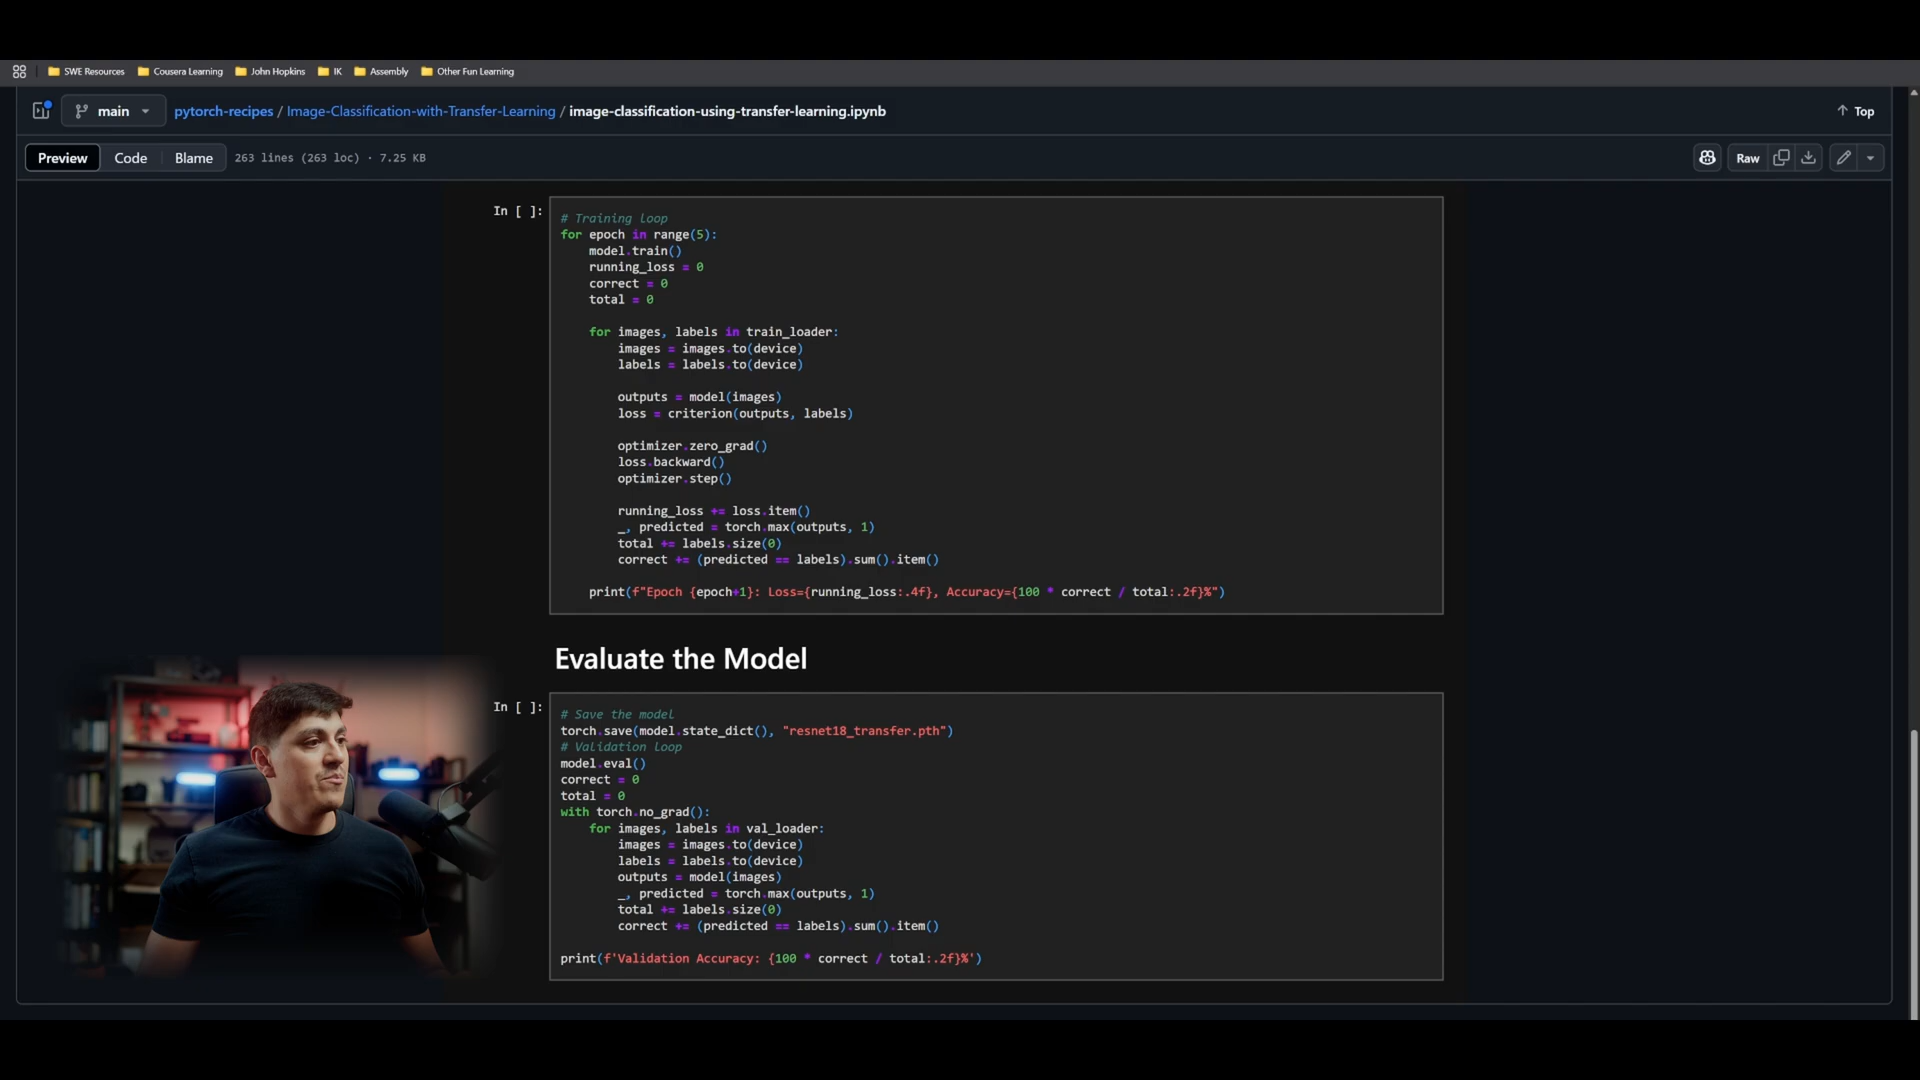 SWE Resources Cousera Learning John Hopkins IK Assembly Other Fun Learning
main pytorch-recipes / Image-Classification-with-Transfer-Learning / image-classification-using-transfer-learning.ipynb Top
Preview Code Blame 263 lines (263 loc) · 7.25 KB Raw
In [ ]:
# Training loop
for epoch in range(5):
    model.train()
    running_loss = 0
    correct = 0
    total = 0
    for images, labels in train_loader:
        images = images.to(device)
        labels = labels.to(device)
        outputs = model(images)
        loss = criterion(outputs, labels)
        optimizer.zero_grad()
        loss.backward()
        optimizer.step()
        running_loss += loss.item()
        _, predicted = torch.max(outputs, 1)
        total += labels.size(0)
        correct += (predicted == labels).sum().item()
    print(f"Epoch {epoch+1}: Loss={running_loss:.4f}, Accuracy={100 * correct / total:.2f}%")
Evaluate the Model
In [ ]:
# Save the model
torch.save(model.state_dict(), "resnet18_transfer.pth")
# Validation loop
model.eval()
correct = 0
total = 0
with torch.no_grad():
    for images, labels in val_loader:
        images = images.to(device)
        labels = labels.to(device)
        outputs = model(images)
        _, predicted = torch.max(outputs, 1)
        total += labels.size(0)
        correct += (predicted == labels).sum().item()
print(f'Validation Accuracy: {100 * correct / total:.2f}%')